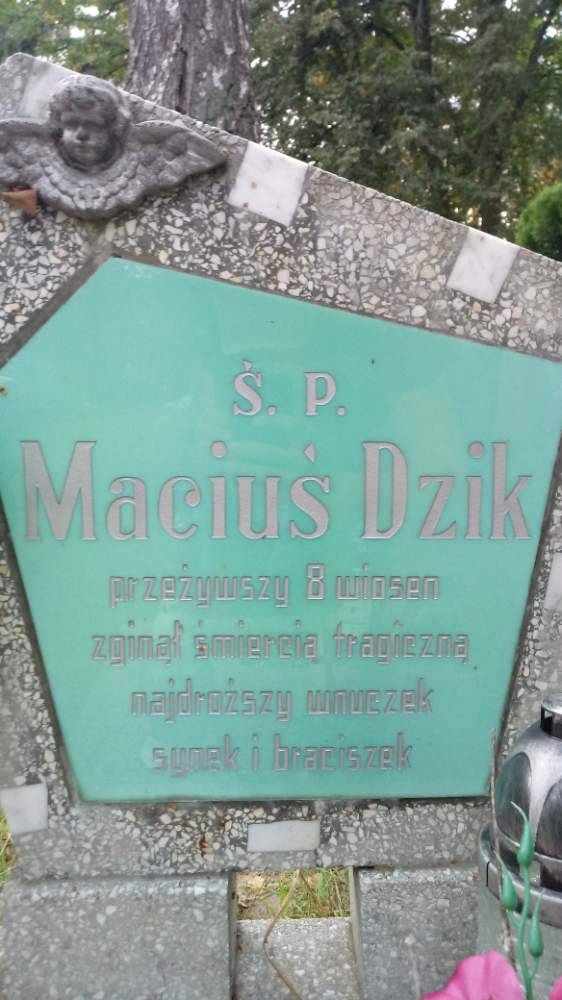 Ś. P.
Maciuś Dzik
przeżywszy 8 wiosen
zginął śmiercią tragiczną
najdroższy wnuczek
synek i braciszek